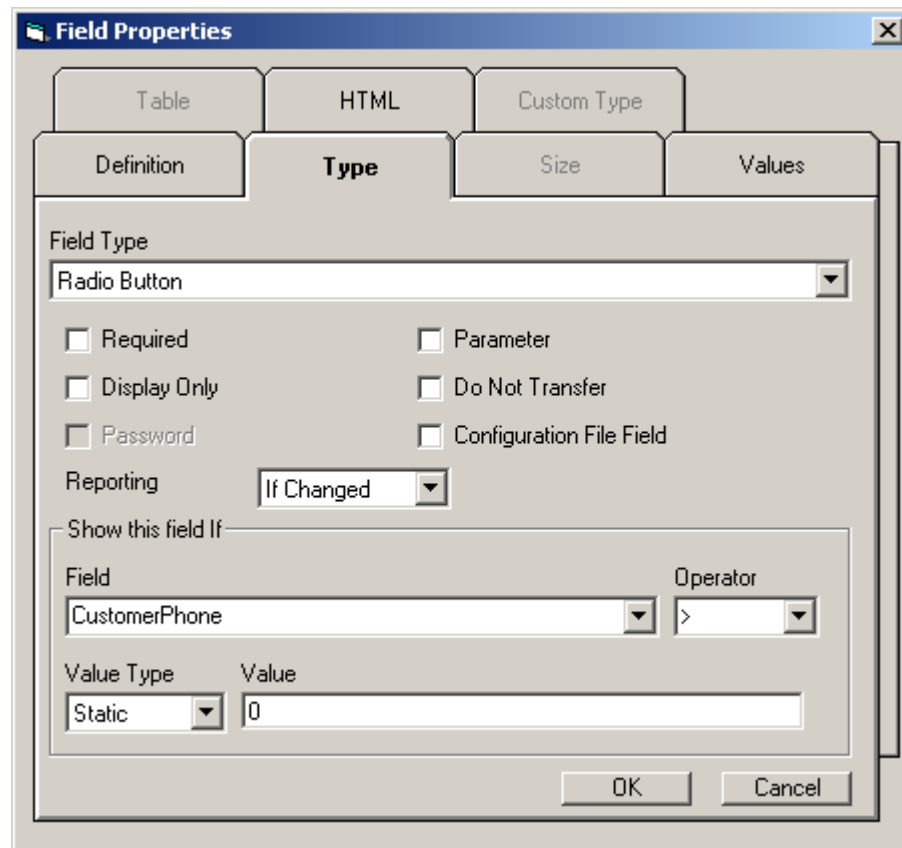 Field Properties
Table HTML Custom Type
Definition Type Size Values
Field Type
Radio Button
Required Parameter
Display Only Do Not Transfer
Password Configuration File Field
Reporting If Changed
Show this field If
Field Operator
CustomerPhone >
Value Type Value
Static 0
OK Cancel